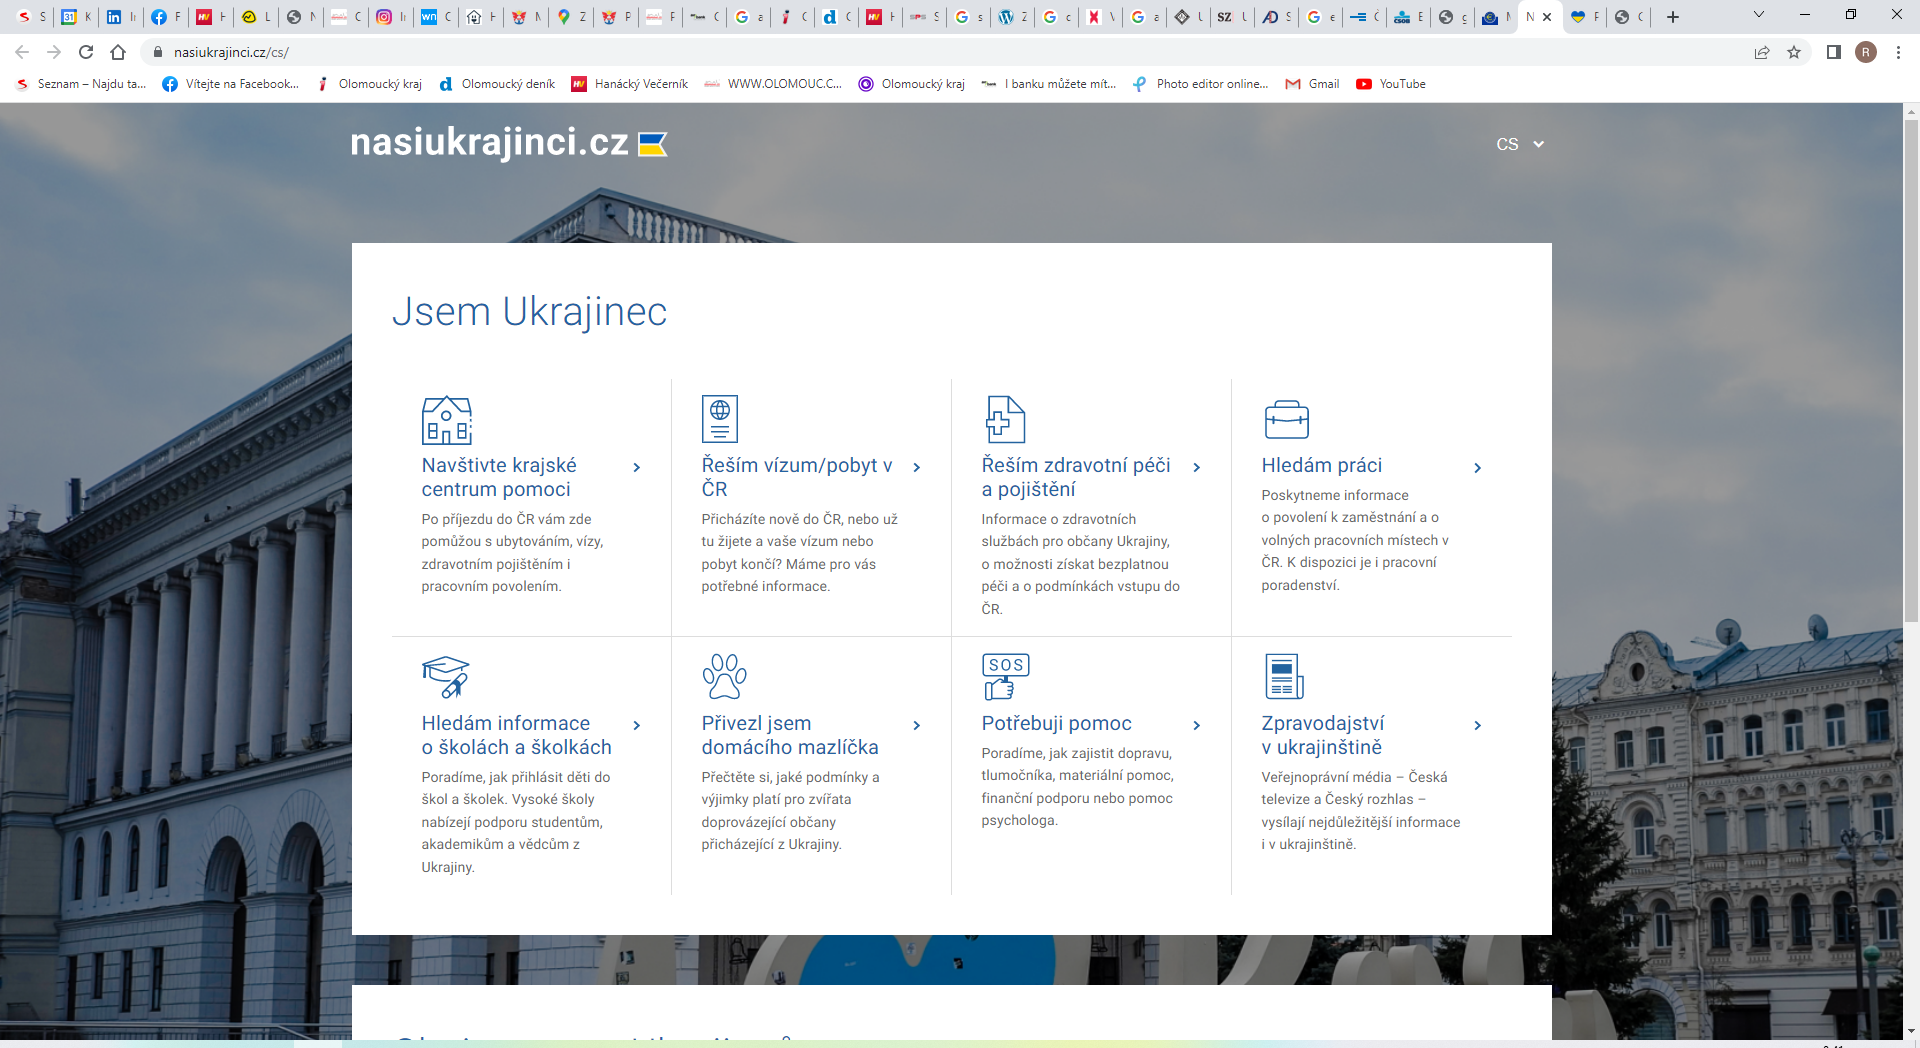 nasiukrajinci.cz/cs/
Seznam – Najdu ta... Vítejte na Facebook... Olomoucký kraj Olomoucký deník Hanácký Večerník WWW.OLOMOUC.C... Olomoucký kraj I banku můžete mít... Photo editor online... Gmail YouTube
nasiukrajinci.cz CS
Jsem Ukrajinec
Navštivte krajské
centrum pomoci
Po příjezdu do ČR vám zde
pomůžou s ubytováním, vízy,
zdravotním pojištěním i
pracovním povolením.
Řeším vízum/pobyt v
ČR
Přicházíte nově do ČR, nebo už
tu žijete a vaše vízum nebo
pobyt končí? Máme pro vás
potřebné informace.
Řeším zdravotní péči
a pojištění
Informace o zdravotních
službách pro občany Ukrajiny,
o možnosti získat bezplatnou
péči a o podmínkách vstupu do
ČR.
Hledám práci
Poskytneme informace
o povolení k zaměstnání a o
volných pracovních místech v
ČR. K dispozici je i pracovní
poradenství.
Hledám informace
o školách a školkách
Poradíme, jak přihlásit děti do
škol a školek. Vysoké školy
nabízejí podporu studentům,
akademikům a vědcům z
Ukrajiny.
Přivezl jsem
domácího mazlíčka
Přečtěte si, jaké podmínky a
výjimky platí pro zvířata
doprovázející občany
přicházející z Ukrajiny.
SOS
Potřebuji pomoc
Poradíme, jak zajistit dopravu,
tlumočníka, materiální pomoc,
finanční podporu nebo pomoc
psychologa.
Zpravodajství
v ukrajinštině
Veřejnoprávní média – Česká
televize a Český rozhlas –
vysílají nejdůležitější informace
i v ukrajinštině.